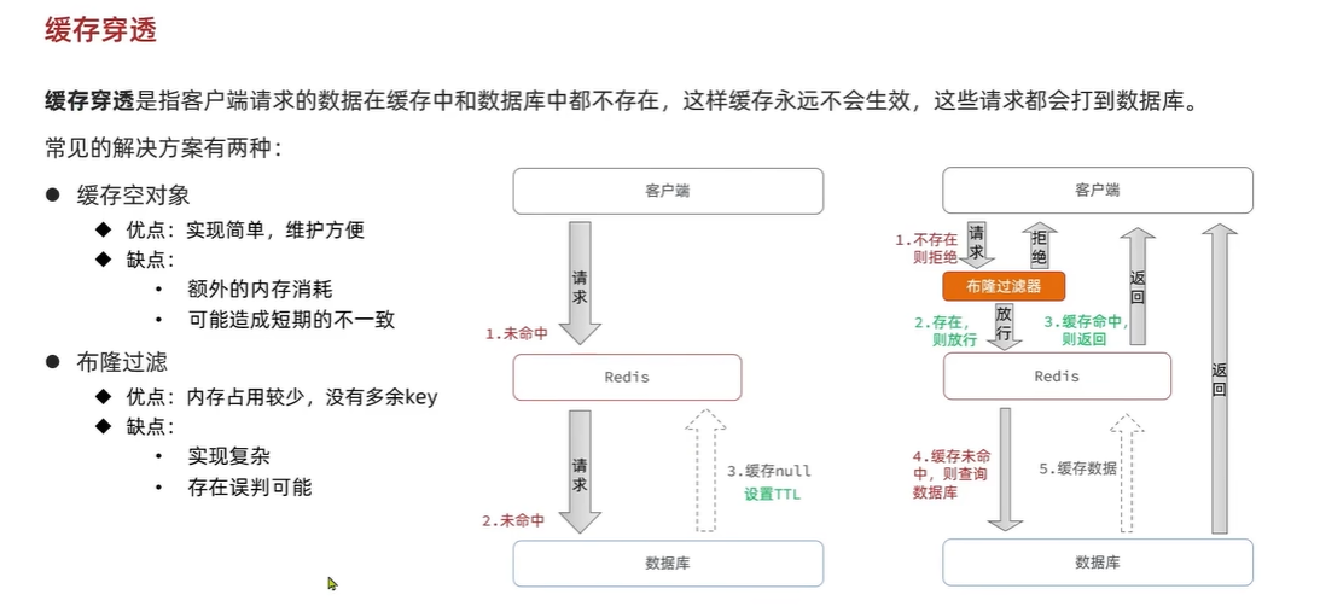 缓存穿透
缓存穿透是指客户端请求的数据在缓存中和数据库中都不存在，这样缓存永远不会生效，这些请求都会打到数据库。
常见的解决方案有两种：
● 缓存空对象
◆ 优点：实现简单，维护方便
◆ 缺点：
• 额外的内存消耗
• 可能造成短期的不一致
● 布隆过滤
◆ 优点：内存占用较少，没有多余key
◆ 缺点：
• 实现复杂
• 存在误判可能
客户端
请求
1.未命中
Redis
请求
2.未命中
3.缓存null
设置TTL
数据库
客户端
1.不存在
则拒绝
请求
拒绝
布隆过滤器
2.存在，
则放行
放行
3.缓存命中，
则返回
返回
Redis
返回
4.缓存未命
中，则查询
数据库
5.缓存数据
数据库